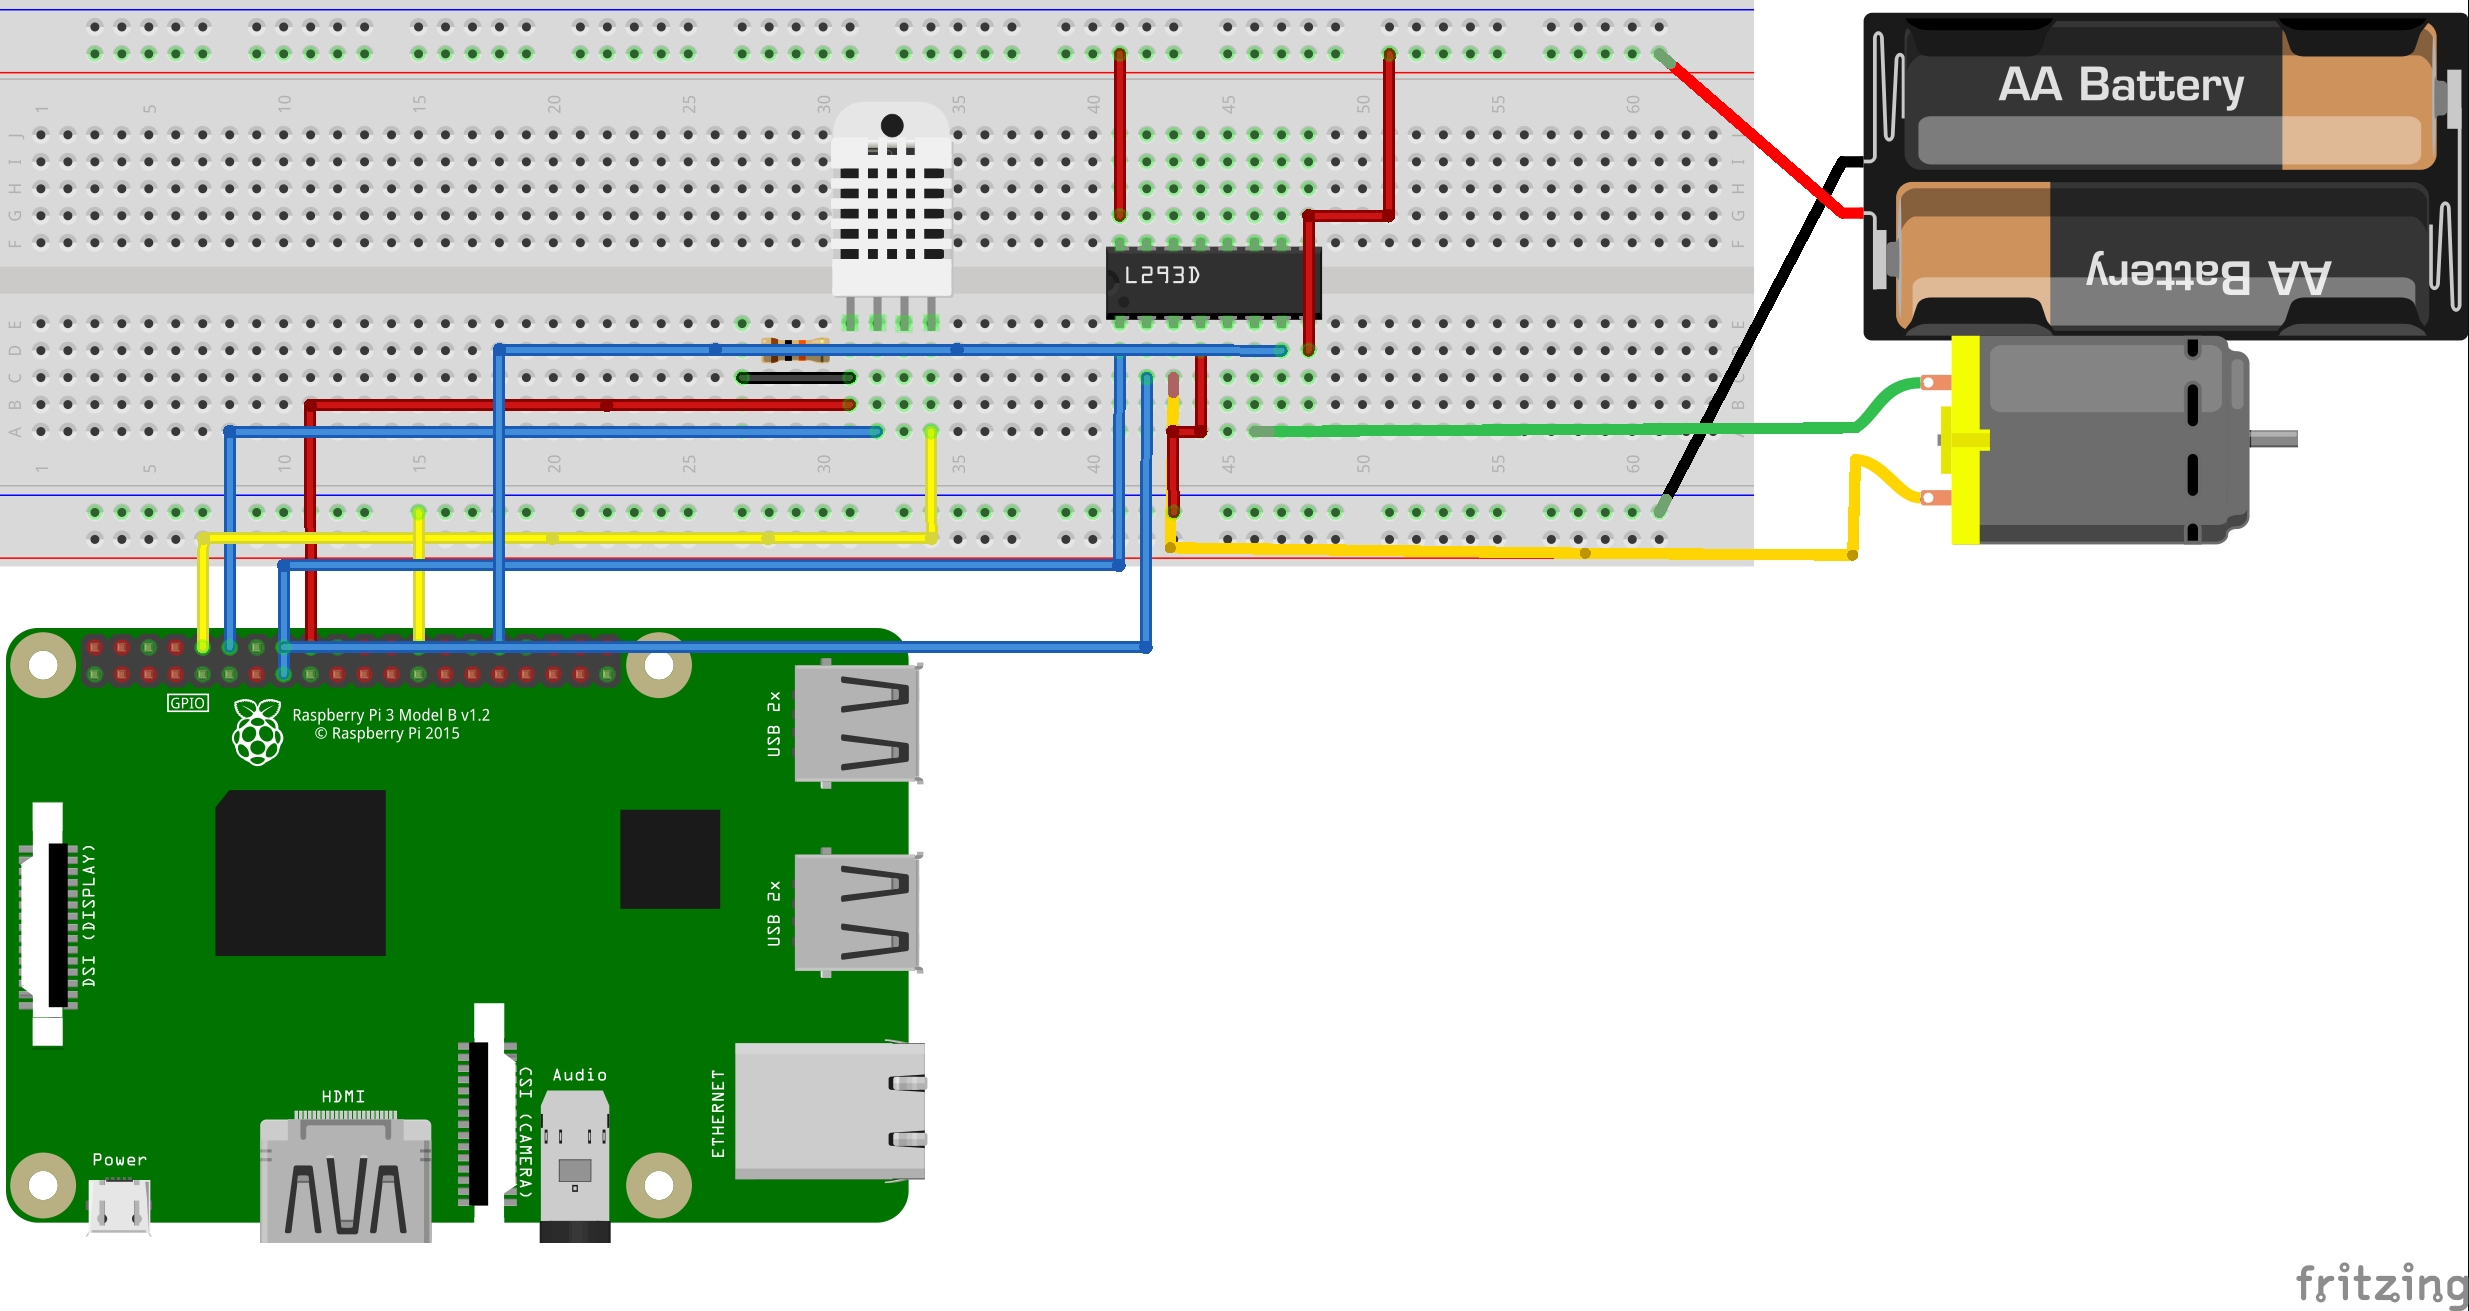 AA Battery
1 5 10 15 20 25 30 35 40 45 50 55 60
J
I I
H H
G G
F F
L293D
AA Battery
E E
D D
C C
B B
A A
1 5 10 15 20 25 30 35 40 45 50 55 60
GPIO
Raspberry Pi 3 Model B v1.2
© Raspberry Pi 2015
USB 2x
USB 2x
DSI (DISPLAY)
CSI (CAMERA)
Audio
ETHERNET
HDMI
Power
fritzing